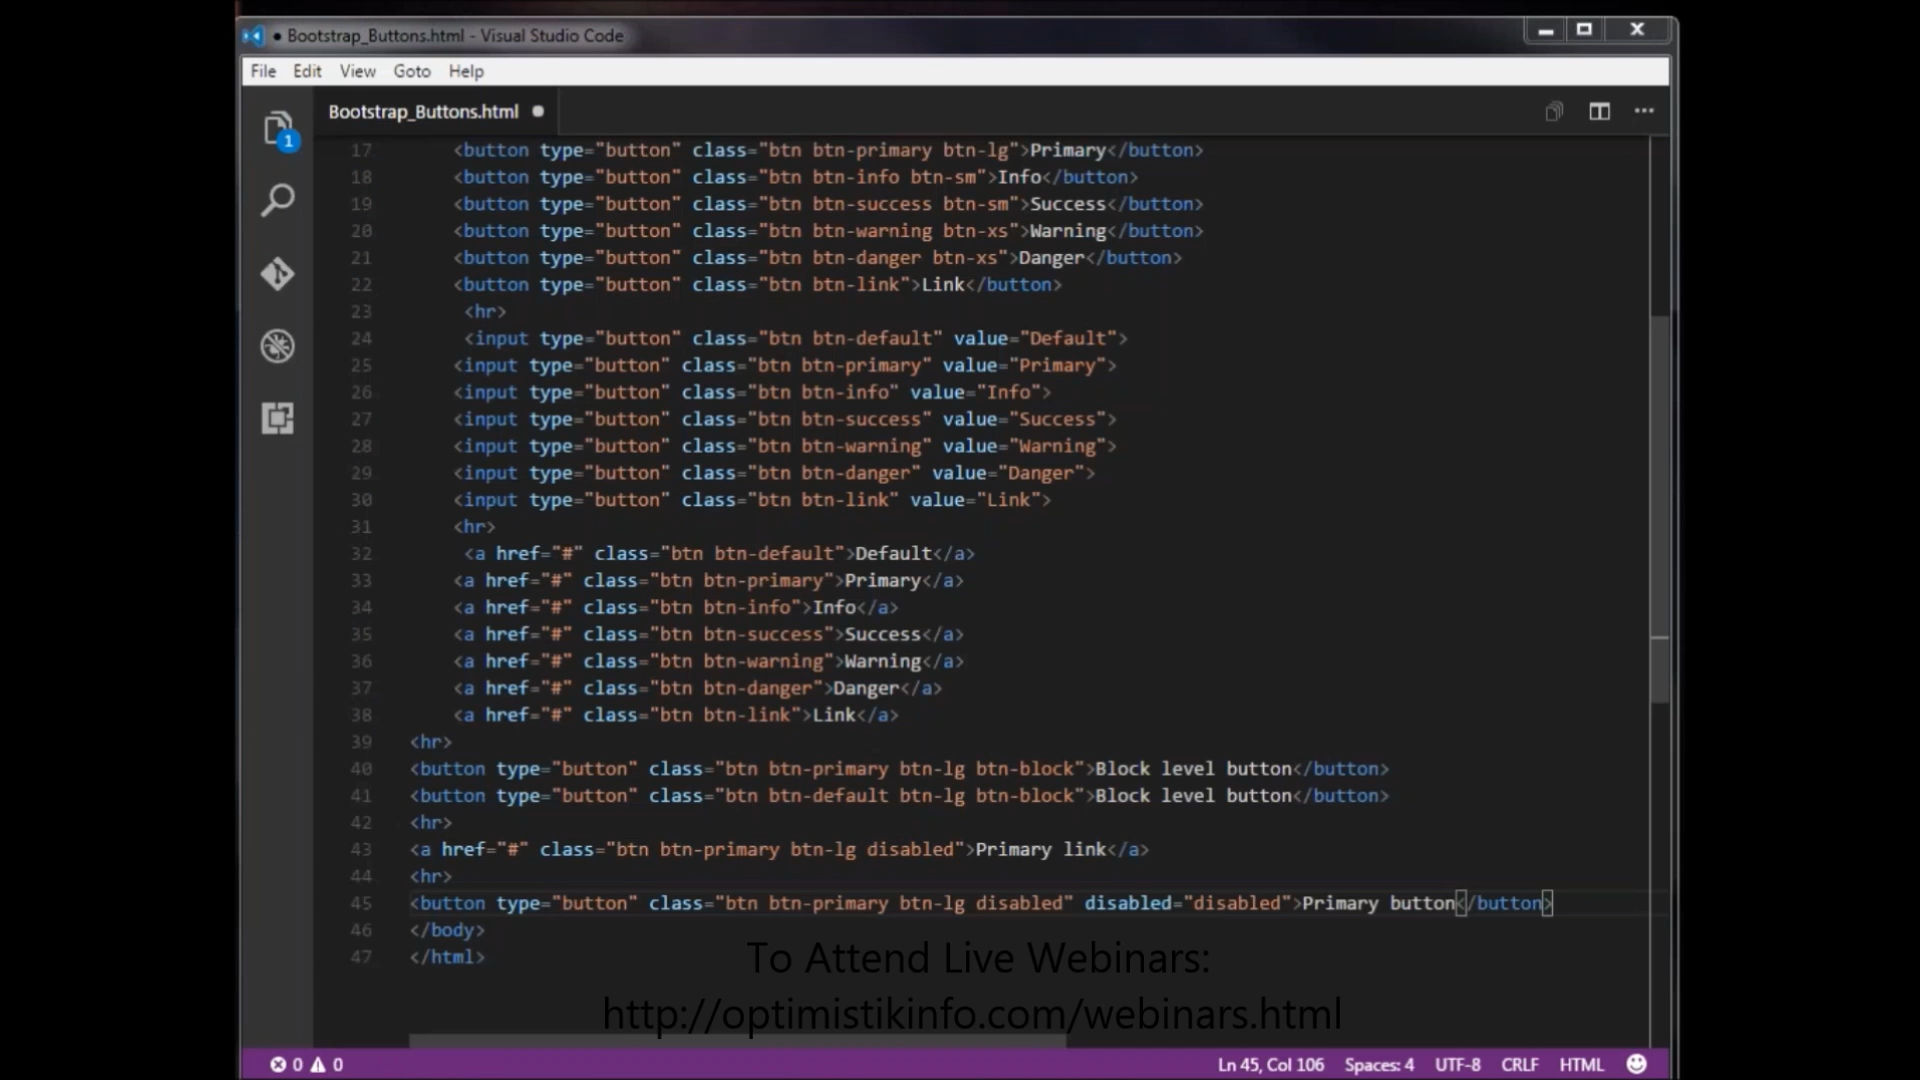 ● Bootstrap_Buttons.html - Visual Studio Code
File Edit View Goto Help
1
Bootstrap_Buttons.html
17 <button type="button" class="btn btn-primary btn-lg">Primary</button>
18 <button type="button" class="btn btn-info btn-sm">Info</button>
19 <button type="button" class="btn btn-success btn-sm">Success</button>
20 <button type="button" class="btn btn-warning btn-xs">Warning</button>
21 <button type="button" class="btn btn-danger btn-xs">Danger</button>
22 <button type="button" class="btn btn-link">Link</button>
23 <hr>
24 <input type="button" class="btn btn-default" value="Default">
25 <input type="button" class="btn btn-primary" value="Primary">
26 <input type="button" class="btn btn-info" value="Info">
27 <input type="button" class="btn btn-success" value="Success">
28 <input type="button" class="btn btn-warning" value="Warning">
29 <input type="button" class="btn btn-danger" value="Danger">
30 <input type="button" class="btn btn-link" value="Link">
31 <hr>
32 <a href="#" class="btn btn-default">Default</a>
33 <a href="#" class="btn btn-primary">Primary</a>
34 <a href="#" class="btn btn-info">Info</a>
35 <a href="#" class="btn btn-success">Success</a>
36 <a href="#" class="btn btn-warning">Warning</a>
37 <a href="#" class="btn btn-danger">Danger</a>
38 <a href="#" class="btn btn-link">Link</a>
39 <hr>
40 <button type="button" class="btn btn-primary btn-lg btn-block">Block level button</button>
41 <button type="button" class="btn btn-default btn-lg btn-block">Block level button</button>
42 <hr>
43 <a href="#" class="btn btn-primary btn-lg disabled">Primary link</a>
44 <hr>
45 <button type="button" class="btn btn-primary btn-lg disabled" disabled="disabled">Primary button</button>
46 </body>
47 </html>
To Attend Live Webinars:
http://optimistikinfo.com/webinars.html
0 0 Ln 45, Col 106 Spaces: 4 UTF-8 CRLF HTML